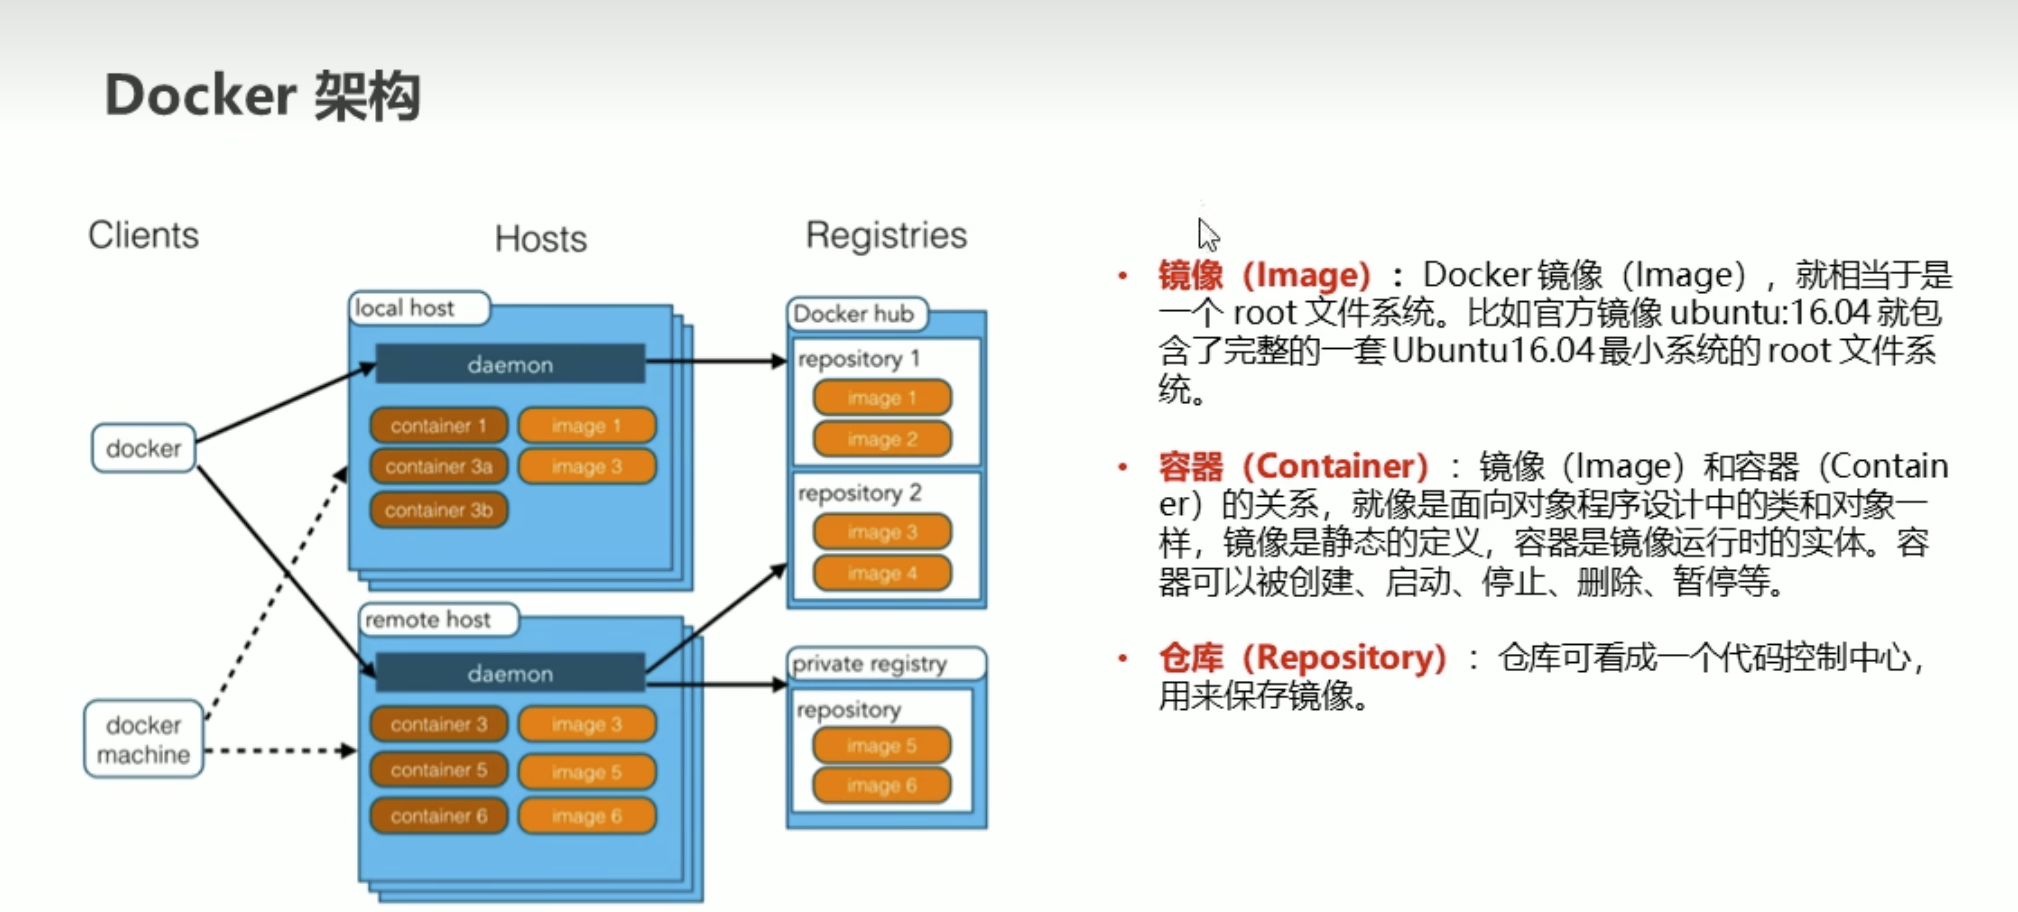 Docker 架构
Clients
Hosts
Registries
local host
daemon
container 1
image 1
container 3a
image 3
container 3b
docker
docker
machine
remote host
daemon
container 3
image 3
container 5
image 5
container 6
image 6
Docker hub
repository 1
image 1
image 2
repository 2
image 3
image 4
private registry
repository
image 5
image 6
• 镜像（Image）：Docker 镜像（Image），就相当于是
一个 root 文件系统。比如官方镜像 ubuntu:16.04 就包
含了完整的一套 Ubuntu16.04 最小系统的 root 文件系
统。
• 容器（Container）：镜像（Image）和容器（Contain
er）的关系，就像是面向对象程序设计中的类和对象一
样，镜像是静态的定义，容器是镜像运行时的实体。容
器可以被创建、启动、停止、删除、暂停等。
• 仓库（Repository）：仓库可看成一个代码控制中心，
用来保存镜像。